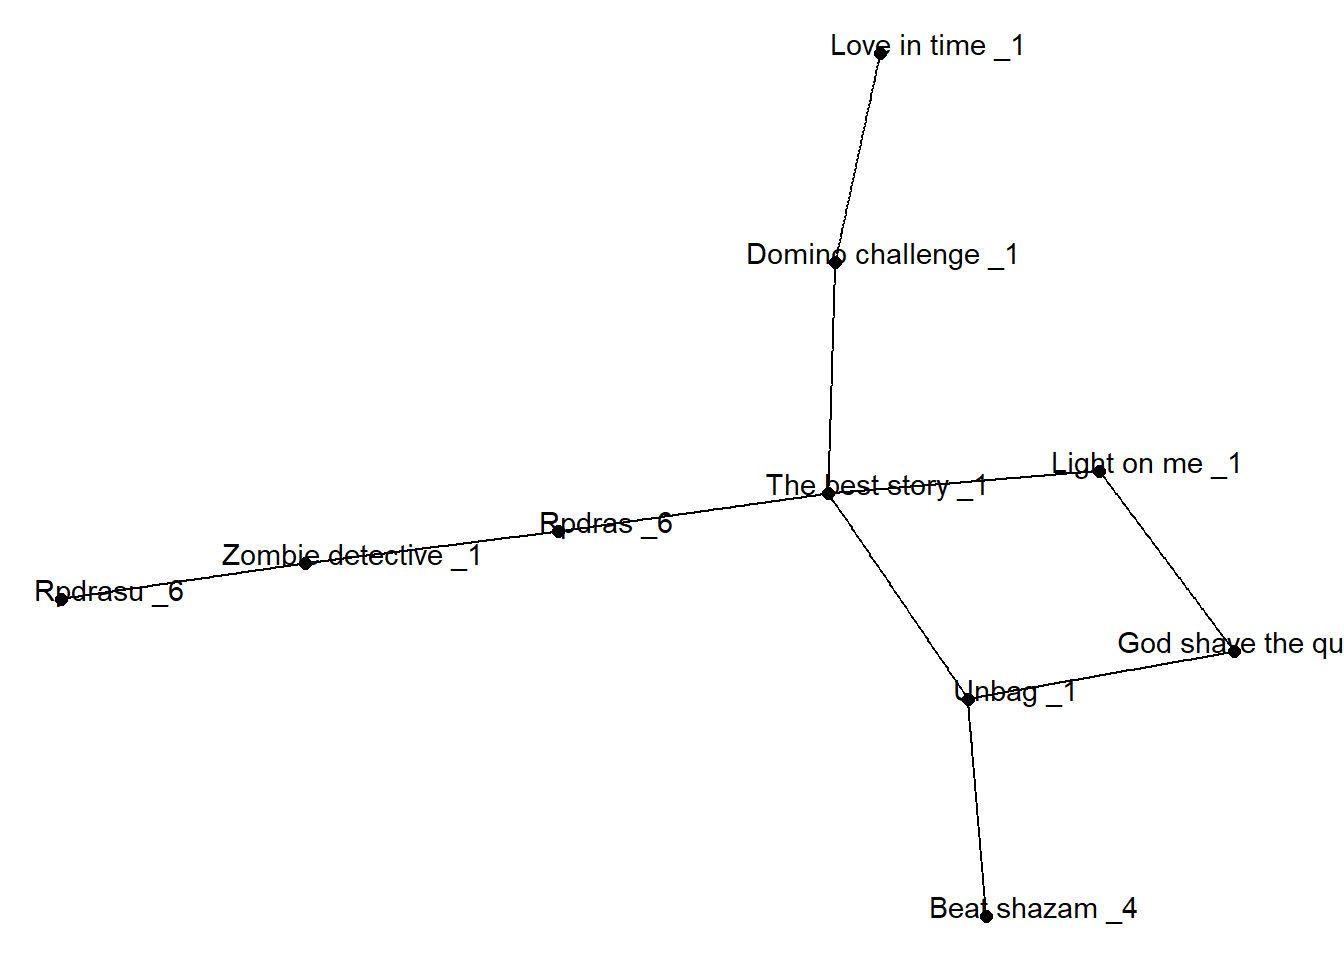 Love in time _1
Domino challenge _1
Light on me _1
The best story _1
Rpdras _6
Zombie detective _1
Rpdrasu _6
God shave the qu
Unbag _1
Beat shazam _4